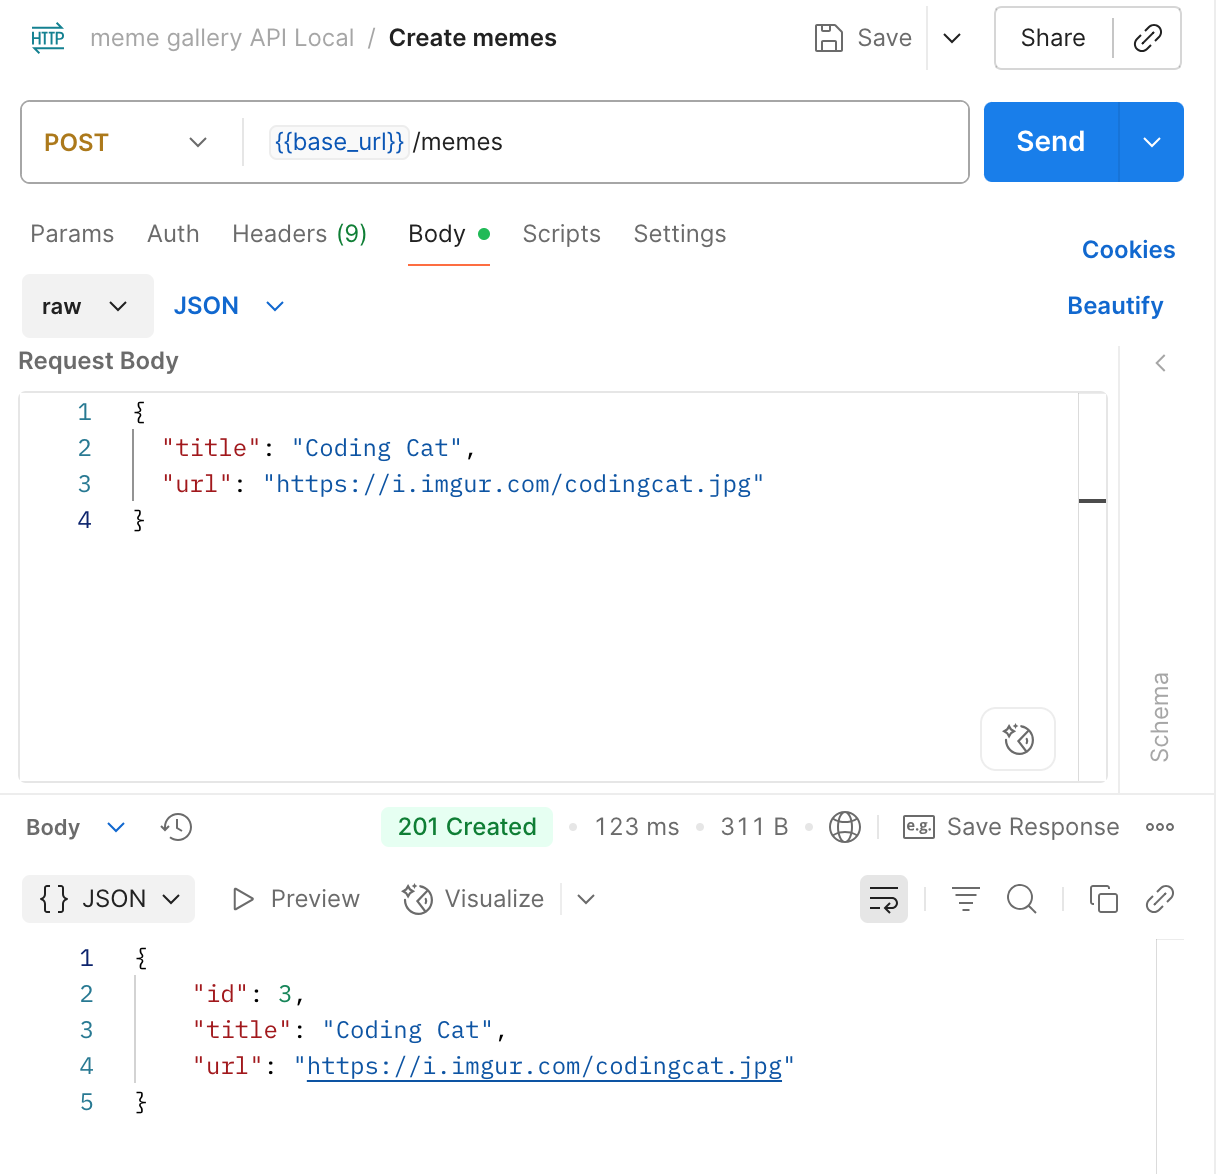 HTTP meme gallery API Local / Create memes Save Share
POST {{base_url}}/memes Send
Params Auth Headers (9) Body Scripts Settings
Cookies
raw JSON Beautify
Request Body
1 {
2 "title": "Coding Cat",
3 "url": "https://i.imgur.com/codingcat.jpg"
4 }
Schema
Body 201 Created • 123 ms • 311 B • e.g. Save Response
{} JSON Preview Visualize
1 {
2 "id": 3,
3 "title": "Coding Cat",
4 "url": "https://i.imgur.com/codingcat.jpg"
5 }